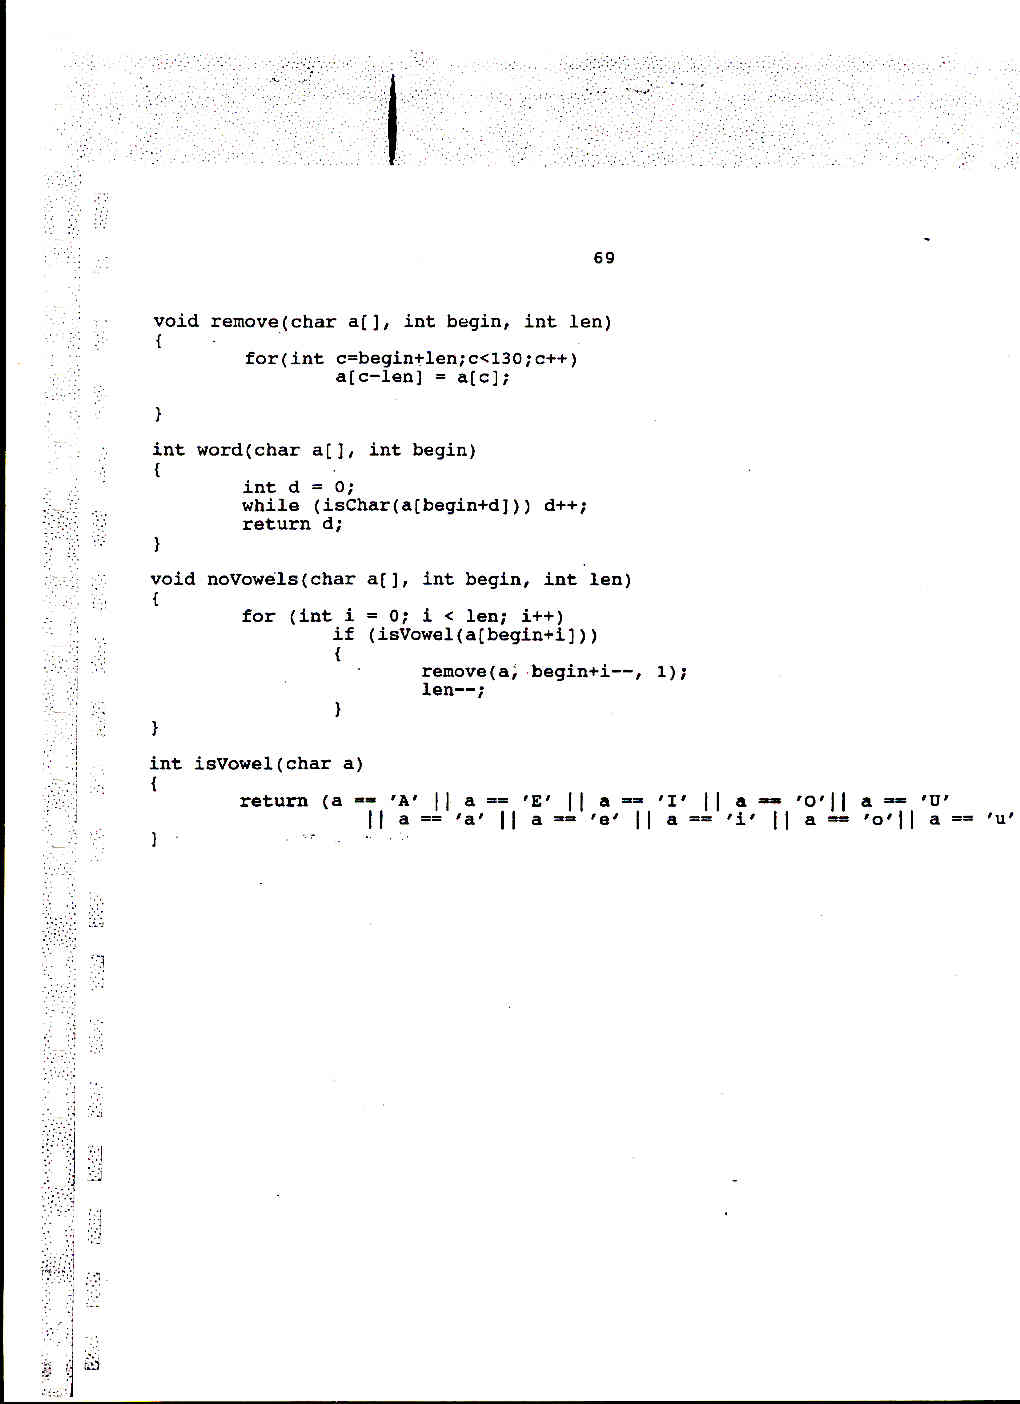 69
void remove(char a[], int begin, int len)
{
for(int c=begin+len;c<130;c++)
a[c-len] = a[c];
}
int word(char a[], int begin)
{
int d = 0;
while (isChar(a[begin+d])) d++;
return d;
}
void noVowels(char a[], int begin, int len)
{
for (int i = 0; i < len; i++)
if (isVowel(a[begin+i]))
{
remove(a, begin+i--, 1);
len--;
}
}
int isVowel(char a)
{
return (a == 'A' || a == 'E' || a == 'I' || a == 'O'|| a == 'U'
|| a == 'a' || a == 'e' || a == 'i' || a == 'o'|| a == 'u'
}